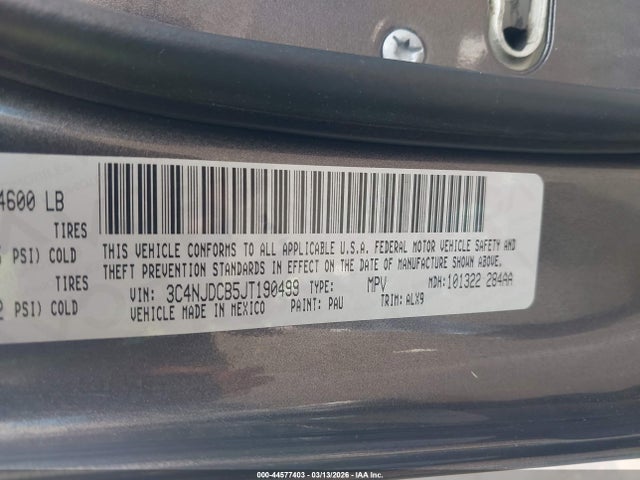 4600 LB
TIRES
PSI) COLD
TIRES
PSI) COLD
THIS VEHICLE CONFORMS TO ALL APPLICABLE U.S.A. FEDERAL MOTOR VEHICLE SAFETY AND
THEFT PREVENTION STANDARDS IN EFFECT ON THE DATE OF MANUFACTURE SHOWN ABOVE.
VIN: 3C4NJDCB5JT190499 TYPE: MPV MDH:101322 284AA
VEHICLE MADE IN MEXICO PAINT: PAU TRIM: ALX9
000-44577403 | 03/13/2026 | IAA Inc.